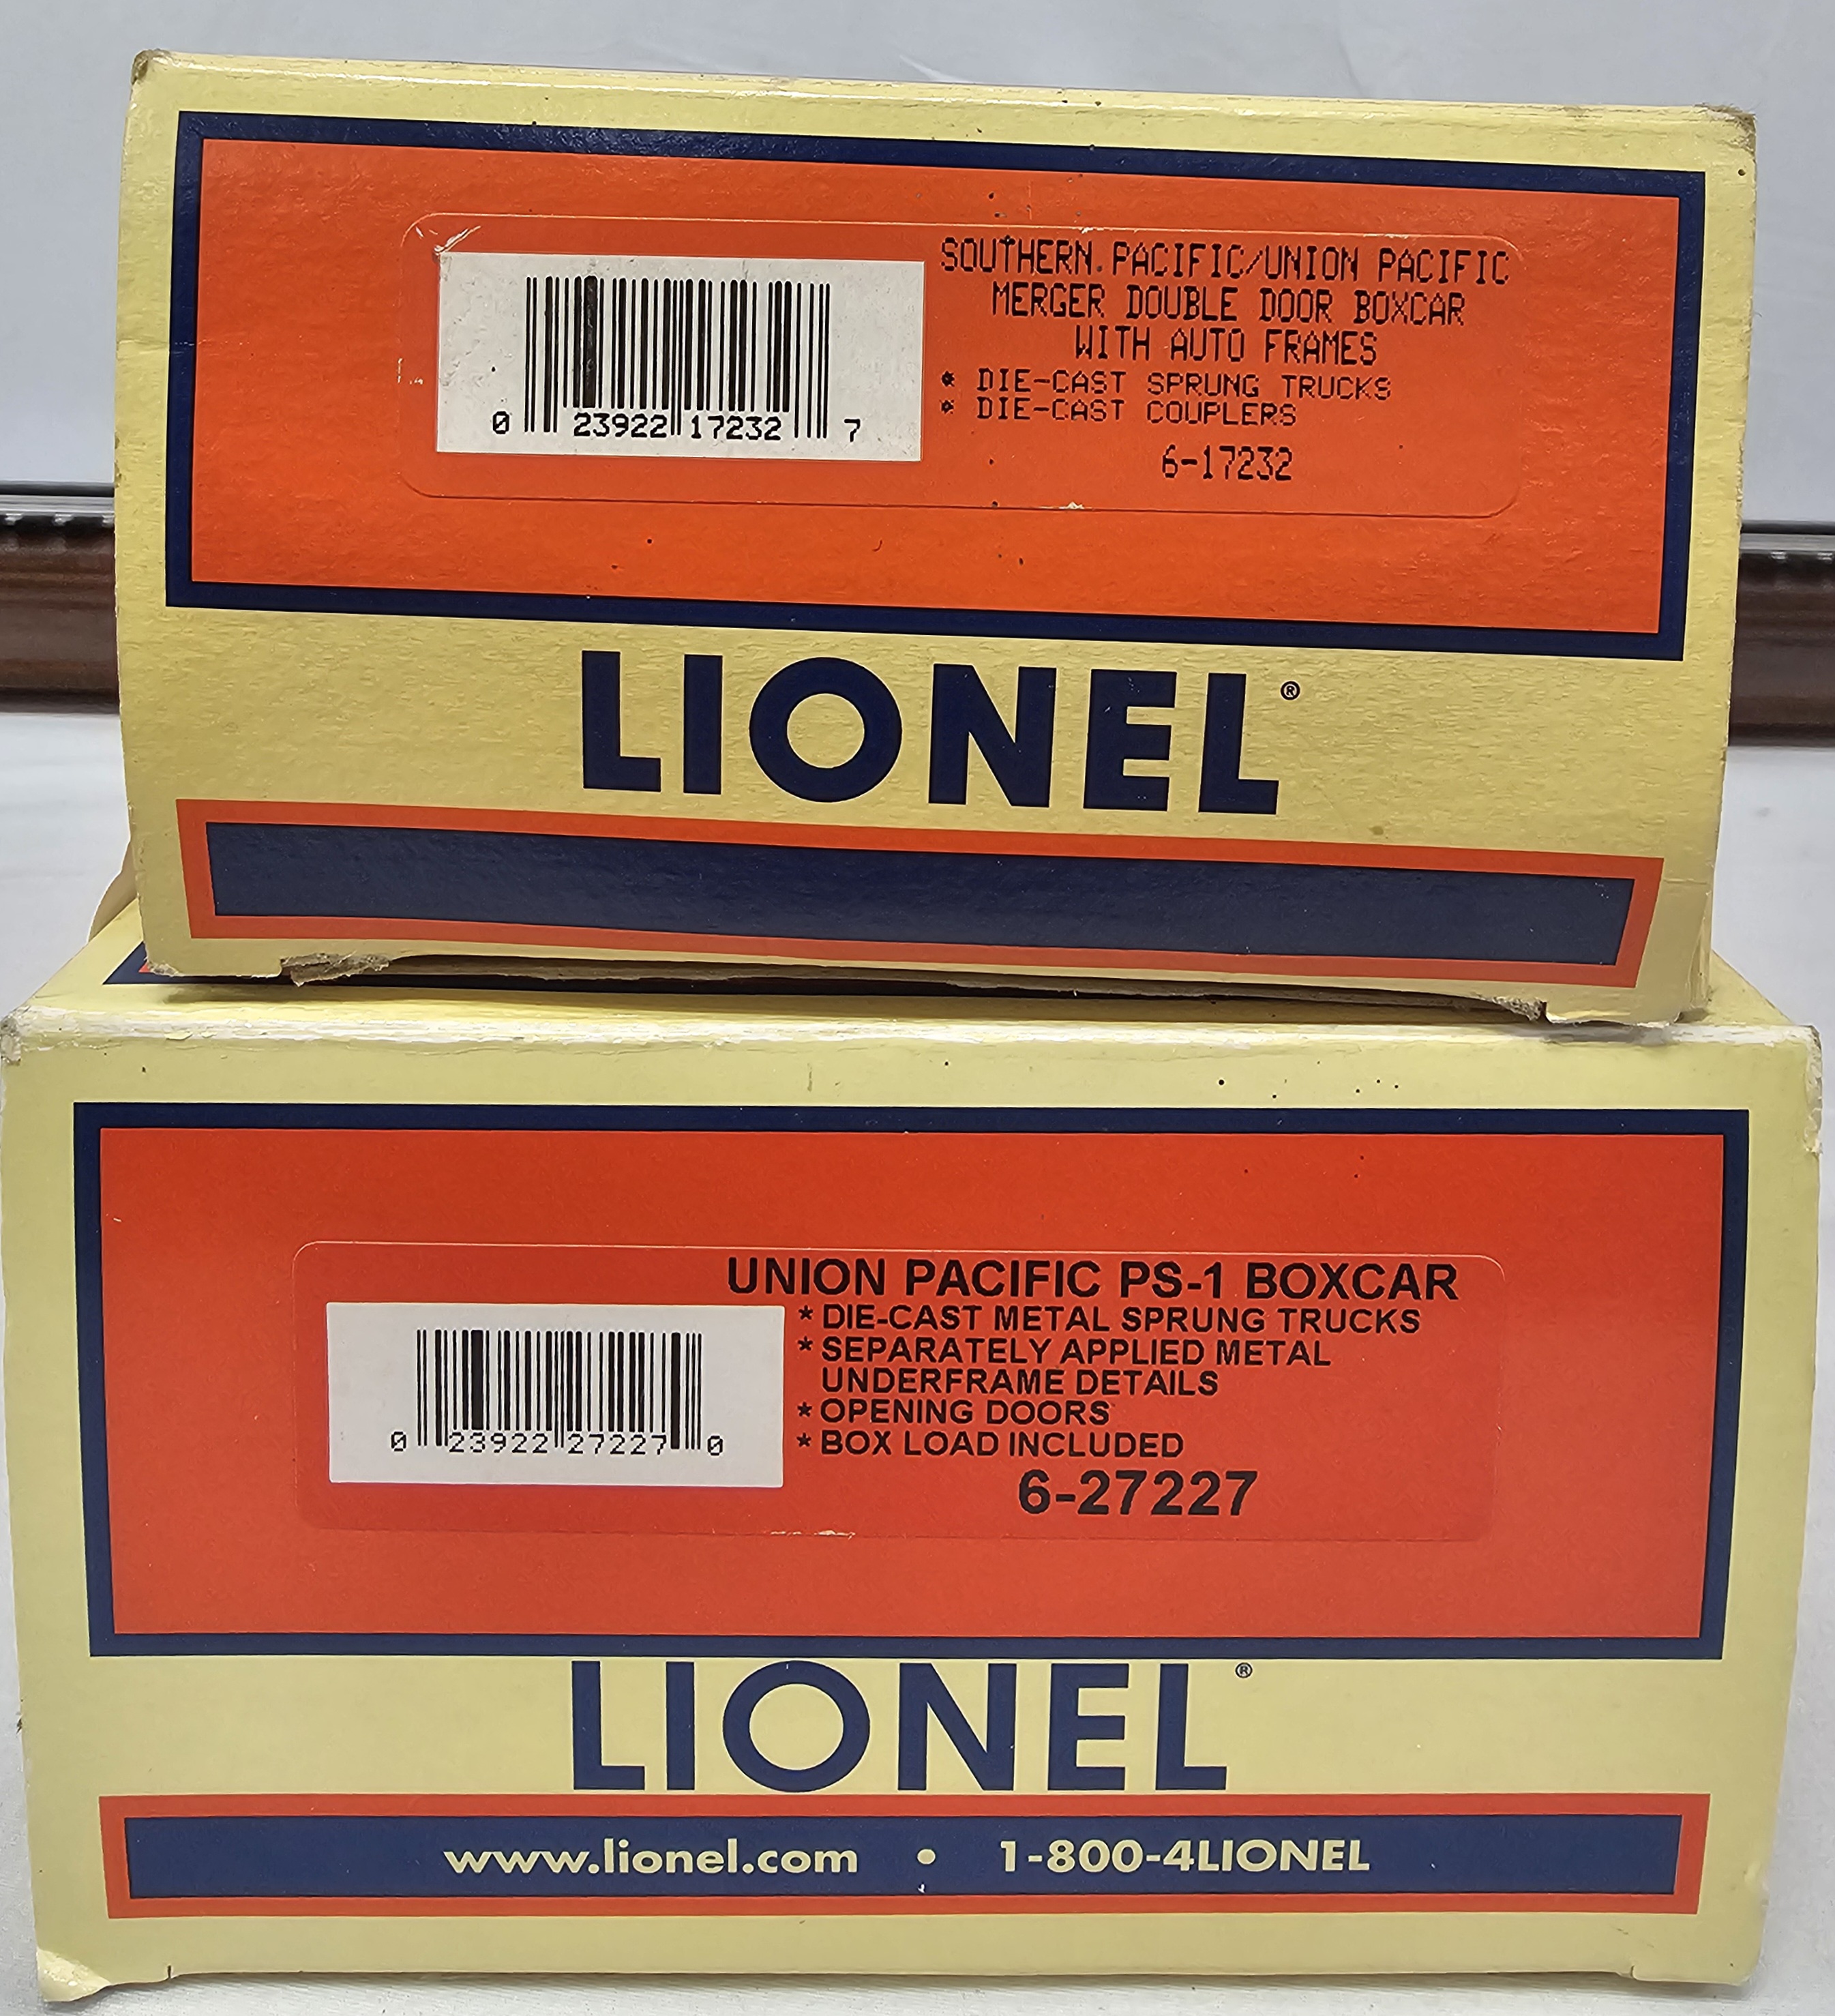 SOUTHERN PACIFIC/UNION PACIFIC
MERGER DOUBLE DOOR BOXCAR
WITH AUTO FRAMES
* DIE-CAST SPRUNG TRUCKS
* DIE-CAST COUPLERS
6-17232
0 23922 17232 7
LIONEL®
UNION PACIFIC PS-1 BOXCAR
* DIE-CAST METAL SPRUNG TRUCKS
* SEPARATELY APPLIED METAL
UNDERFRAME DETAILS
* OPENING DOORS
* BOX LOAD INCLUDED
6-27227
0 23922 27227 0
LIONEL®
www.lionel.com • 1-800-4LIONEL